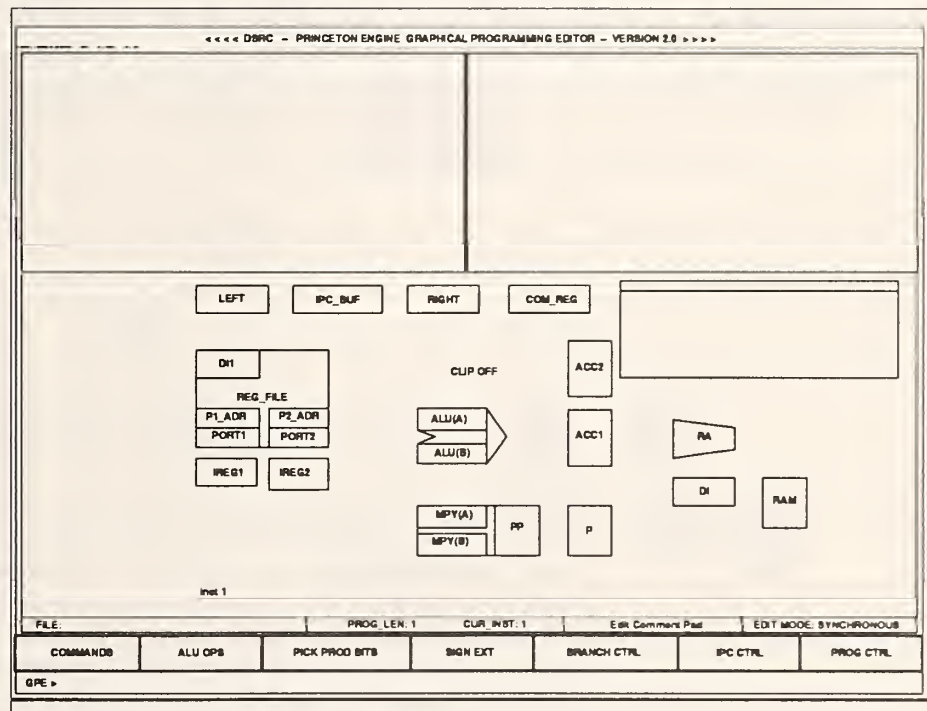 <<<< DSRC – PRINCETON ENGINE GRAPHICAL PROGRAMMING EDITOR – VERSION 2.0 >>>>
LEFT IPC_BUF RIGHT COM_REG
DI1
CLIP OFF
ACC2
REG_FILE
P1_ADR P2_ADR
PORT1 PORT2
ALU(A)
ALU(B)
ACC1
RA
IREG1 IREG2
DI
RAM
MPY(A)
MPY(B)
PP
P
Inst 1
FILE: PROG_LEN: 1 CUR_INST: 1 Edit Comment Pad EDIT MODE: SYNCHRONOUS
COMMANDS ALU OPS PICK PROD BITS SIGN EXT BRANCH CTRL IPC CTRL PROG CTRL
GPE >